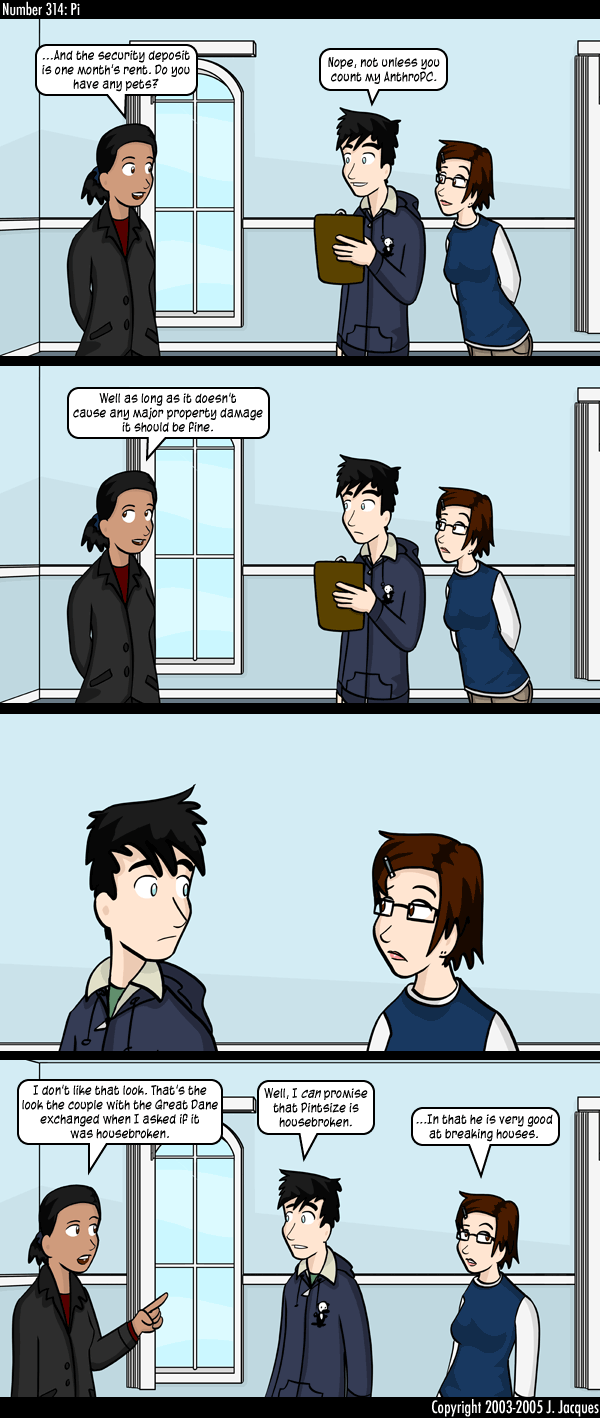 Number 314: Pi
...And the security deposit
is one month's rent. Do you
have any pets?
Nope, not unless you
count my AnthroPC.
Well as long as it doesn't
cause any major property damage
it should be fine.
I don't like that look. That's the
look the couple with the Great Dane
exchanged when I asked if it
was housebroken.
Well, I can promise
that Pintsize is
housebroken.
...In that he is very good
at breaking houses.
Copyright 2003-2005 J. Jacques